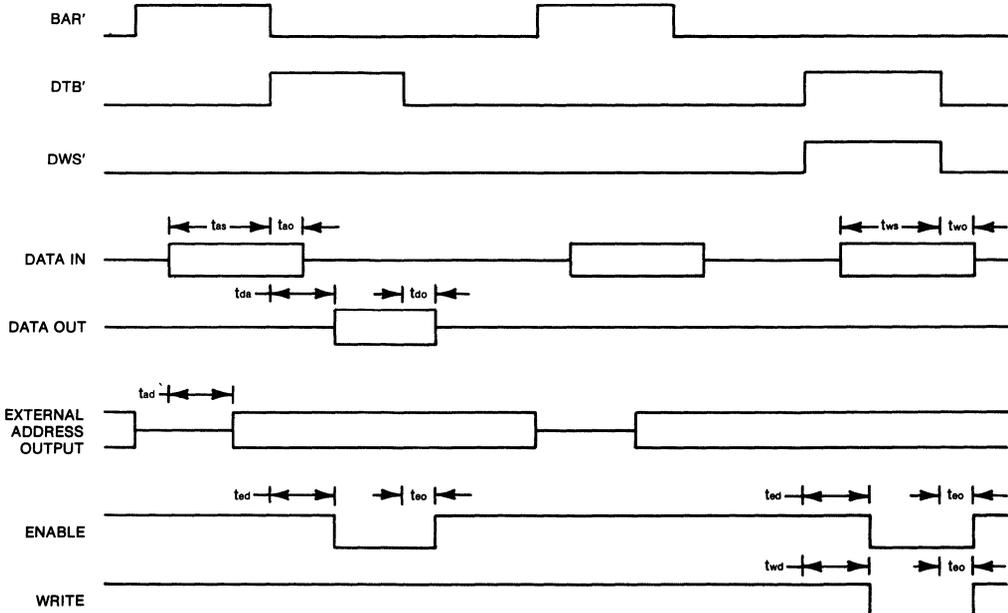 BAR'
DTB'
DWS'
tas tao tws two
DATA IN
tda tdo
DATA OUT
tad
EXTERNAL
ADDRESS
OUTPUT
ted teo ted teo
ENABLE
twd teo
WRITE